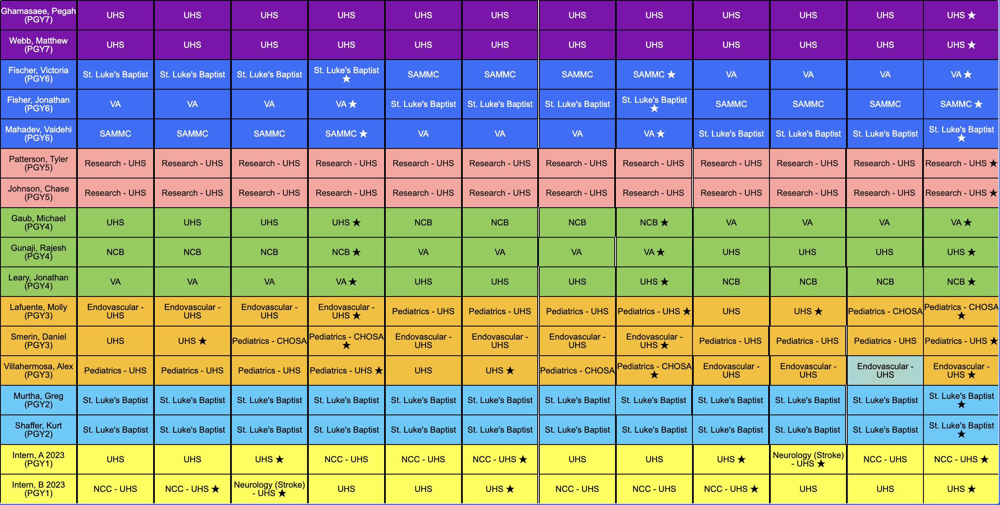 Ghamasaee, Pegah (PGY7) UHS UHS UHS UHS UHS UHS UHS UHS UHS UHS UHS UHS ★
Webb, Matthew (PGY7) UHS UHS UHS UHS UHS UHS UHS UHS UHS UHS UHS UHS ★
Fischer, Victoria (PGY6) St. Luke's Baptist St. Luke's Baptist St. Luke's Baptist St. Luke's Baptist ★ SAMMC SAMMC SAMMC SAMMC ★ VA VA VA VA ★
Fisher, Jonathan (PGY6) VA VA VA VA ★ St. Luke's Baptist St. Luke's Baptist St. Luke's Baptist St. Luke's Baptist ★ SAMMC SAMMC SAMMC SAMMC ★
Mahadev, Vaidehi (PGY6) SAMMC SAMMC SAMMC SAMMC ★ VA VA VA VA ★ St. Luke's Baptist St. Luke's Baptist St. Luke's Baptist St. Luke's Baptist ★
Patterson, Tyler (PGY5) Research - UHS Research - UHS Research - UHS Research - UHS Research - UHS Research - UHS Research - UHS Research - UHS Research - UHS Research - UHS Research - UHS Research - UHS ★
Johnson, Chase (PGY5) Research - UHS Research - UHS Research - UHS Research - UHS Research - UHS Research - UHS Research - UHS Research - UHS Research - UHS Research - UHS Research - UHS Research - UHS ★
Gaub, Michael (PGY4) UHS UHS UHS UHS ★ NCB NCB NCB NCB ★ VA VA VA VA ★
Gunaji, Rajesh (PGY4) NCB NCB NCB NCB ★ VA VA VA VA ★ UHS UHS UHS UHS ★
Leary, Jonathan (PGY4) VA VA VA VA ★ UHS UHS UHS UHS ★ NCB NCB NCB NCB ★
Lafuente, Molly (PGY3) Endovascular - UHS Endovascular - UHS Endovascular - UHS Endovascular - UHS ★ Pediatrics - UHS Pediatrics - UHS Pediatrics - UHS Pediatrics - UHS ★ UHS UHS ★ Pediatrics - CHOSA Pediatrics - CHOSA ★
Smerin, Daniel (PGY3) UHS UHS ★ Pediatrics - CHOSA Pediatrics - CHOSA ★ Endovascular - UHS Endovascular - UHS Endovascular - UHS Endovascular - UHS ★ Pediatrics - UHS Pediatrics - UHS Pediatrics - UHS Pediatrics - UHS ★
Villahermosa, Alex (PGY3) Pediatrics - UHS Pediatrics - UHS Pediatrics - UHS Pediatrics - UHS ★ UHS UHS ★ Pediatrics - CHOSA Pediatrics - CHOSA ★ Endovascular - UHS Endovascular - UHS Endovascular - UHS Endovascular - UHS ★
Murtha, Greg (PGY2) St. Luke's Baptist St. Luke's Baptist St. Luke's Baptist St. Luke's Baptist St. Luke's Baptist St. Luke's Baptist St. Luke's Baptist St. Luke's Baptist St. Luke's Baptist St. Luke's Baptist St. Luke's Baptist St. Luke's Baptist ★
Shaffer, Kurt (PGY2) St. Luke's Baptist St. Luke's Baptist St. Luke's Baptist St. Luke's Baptist St. Luke's Baptist St. Luke's Baptist St. Luke's Baptist St. Luke's Baptist St. Luke's Baptist St. Luke's Baptist St. Luke's Baptist St. Luke's Baptist ★
Intern, A 2023 (PGY1) UHS UHS UHS ★ NCC - UHS NCC - UHS NCC - UHS ★ UHS UHS UHS ★ Neurology (Stroke) - UHS ★ NCC - UHS NCC - UHS ★
Intern, B 2023 (PGY1) NCC - UHS NCC - UHS ★ Neurology (Stroke) - UHS ★ UHS UHS UHS ★ NCC - UHS NCC - UHS NCC - UHS ★ UHS UHS UHS ★